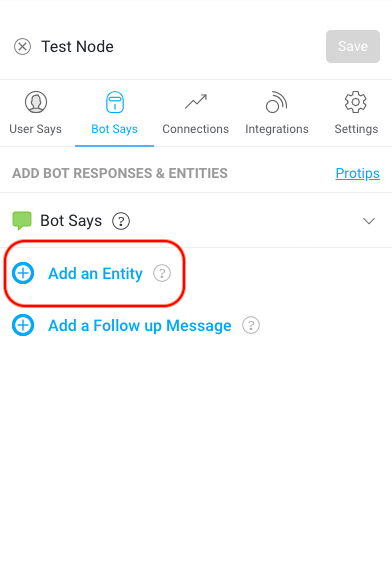 Test Node
Save
User Says
Bot Says
Connections
Integrations
Settings
ADD BOT RESPONSES & ENTITIES
Protips
Bot Says ?
Add an Entity ?
Add a Follow up Message ?